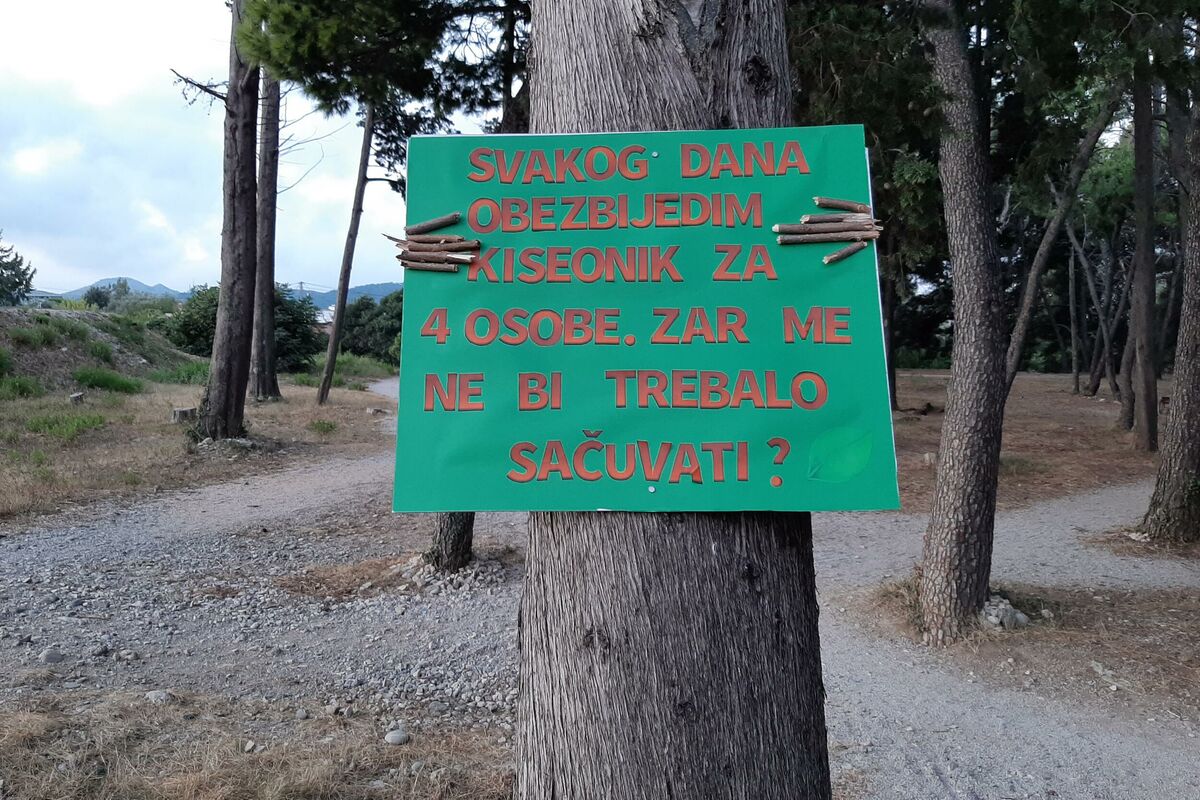 SVAKOG DANA
OBEZBIJEDIM
KISEONIK ZA
4 OSOBE. ZAR ME
NE BI TREBALO
SAČUVATI ?